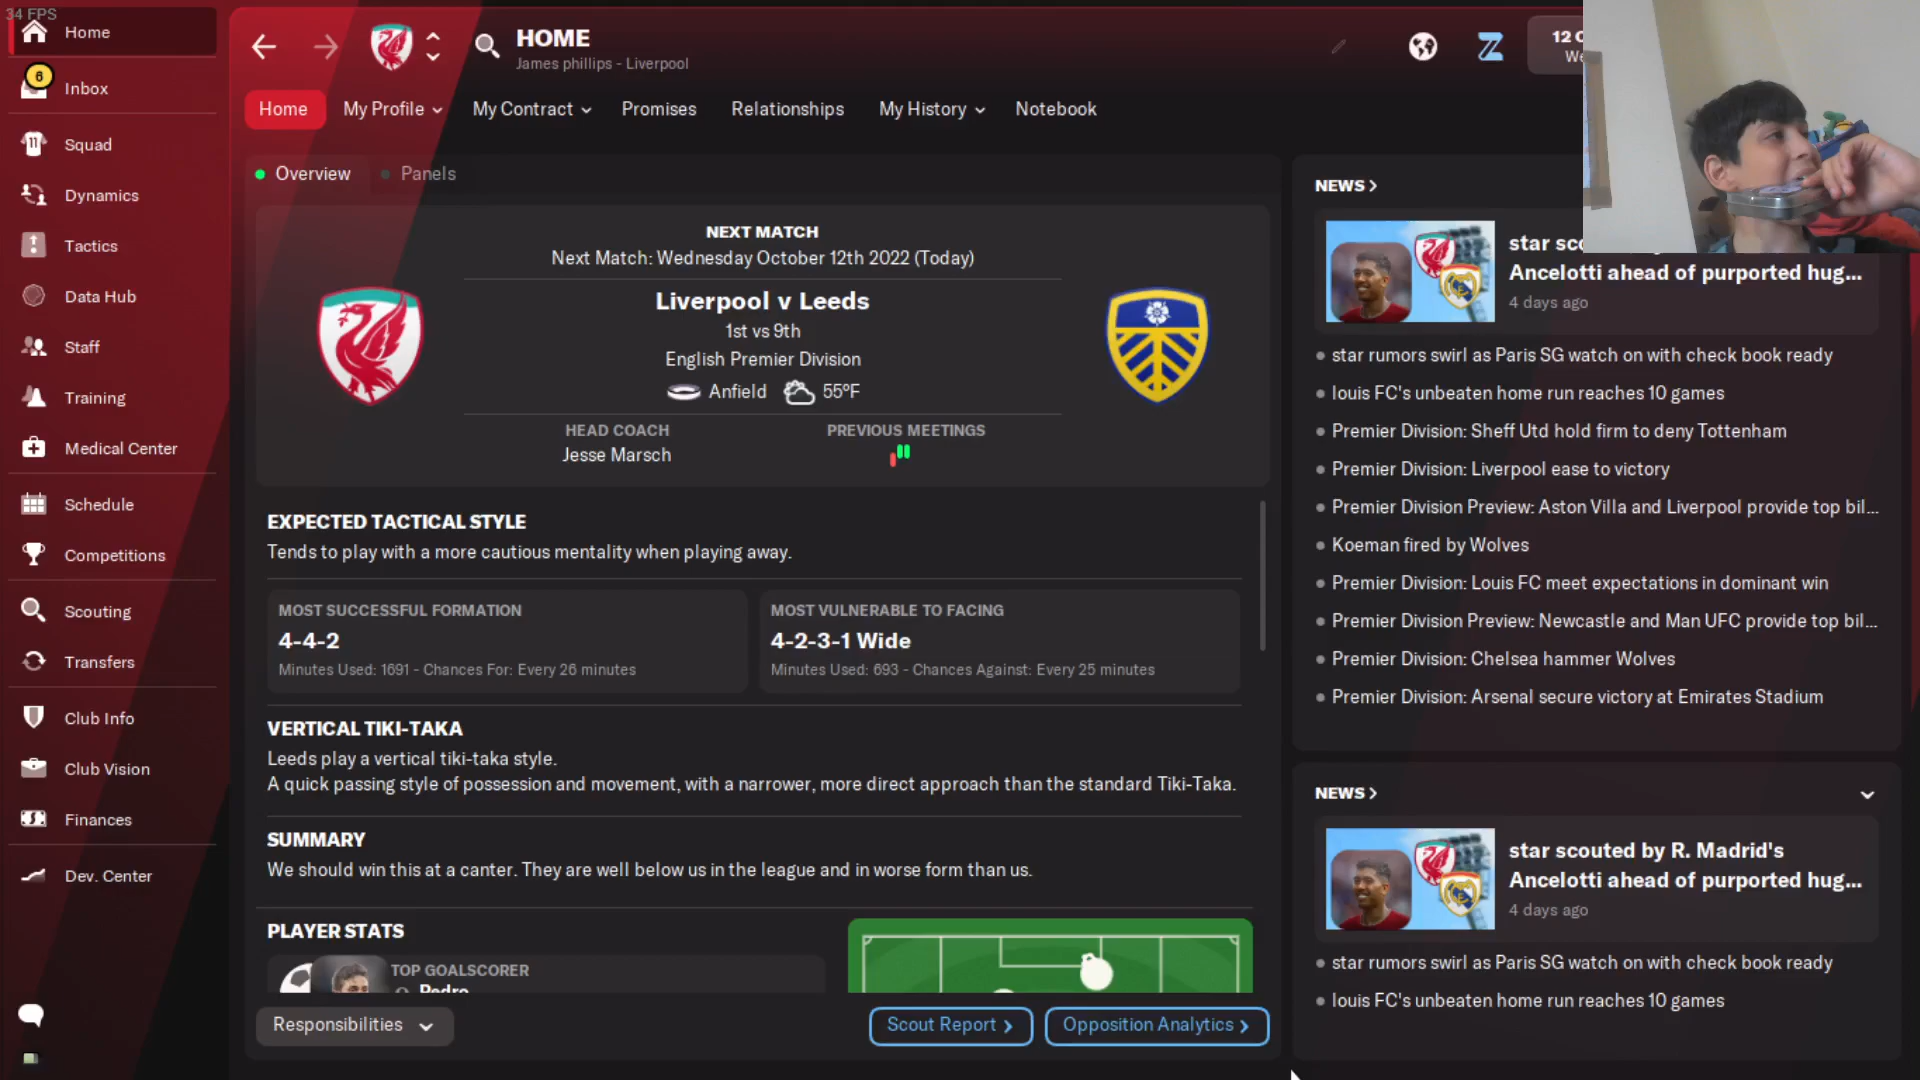 34 FPS
Home
6
Inbox
Squad
Dynamics
Tactics
Data Hub
Staff
Training
Medical Center
Schedule
Competitions
Scouting
Transfers
Club Info
Club Vision
Finances
Dev. Center
HOME
James phillips - Liverpool
12
Home
My Profile
My Contract
Promises
Relationships
My History
Notebook
Overview
Panels
NEXT MATCH
Next Match: Wednesday October 12th 2022 (Today)
Liverpool v Leeds
1st vs 9th
English Premier Division
Anfield
55°F
HEAD COACH
Jesse Marsch
PREVIOUS MEETINGS
EXPECTED TACTICAL STYLE
Tends to play with a more cautious mentality when playing away.
MOST SUCCESSFUL FORMATION
4-4-2
Minutes Used: 1691 - Chances For: Every 26 minutes
MOST VULNERABLE TO FACING
4-2-3-1 Wide
Minutes Used: 693 - Chances Against: Every 25 minutes
VERTICAL TIKI-TAKA
Leeds play a vertical tiki-taka style.
A quick passing style of possession and movement, with a narrower, more direct approach than the standard Tiki-Taka.
SUMMARY
We should win this at a canter. They are well below us in the league and in worse form than us.
PLAYER STATS
TOP GOALSCORER
Pedro
Responsibilities
Scout Report
Opposition Analytics
NEWS
star
Ancelotti ahead of purported hug...
4 days ago
star rumors swirl as Paris SG watch on with check book ready
louis FC's unbeaten home run reaches 10 games
Premier Division: Sheff Utd hold firm to deny Tottenham
Premier Division: Liverpool ease to victory
Premier Division Preview: Aston Villa and Liverpool provide top bil...
Koeman fired by Wolves
Premier Division: Louis FC meet expectations in dominant win
Premier Division Preview: Newcastle and Man UFC provide top bil...
Premier Division: Chelsea hammer Wolves
Premier Division: Arsenal secure victory at Emirates Stadium
NEWS
star scouted by R. Madrid's
Ancelotti ahead of purported hug...
4 days ago
star rumors swirl as Paris SG watch on with check book ready
louis FC's unbeaten home run reaches 10 games